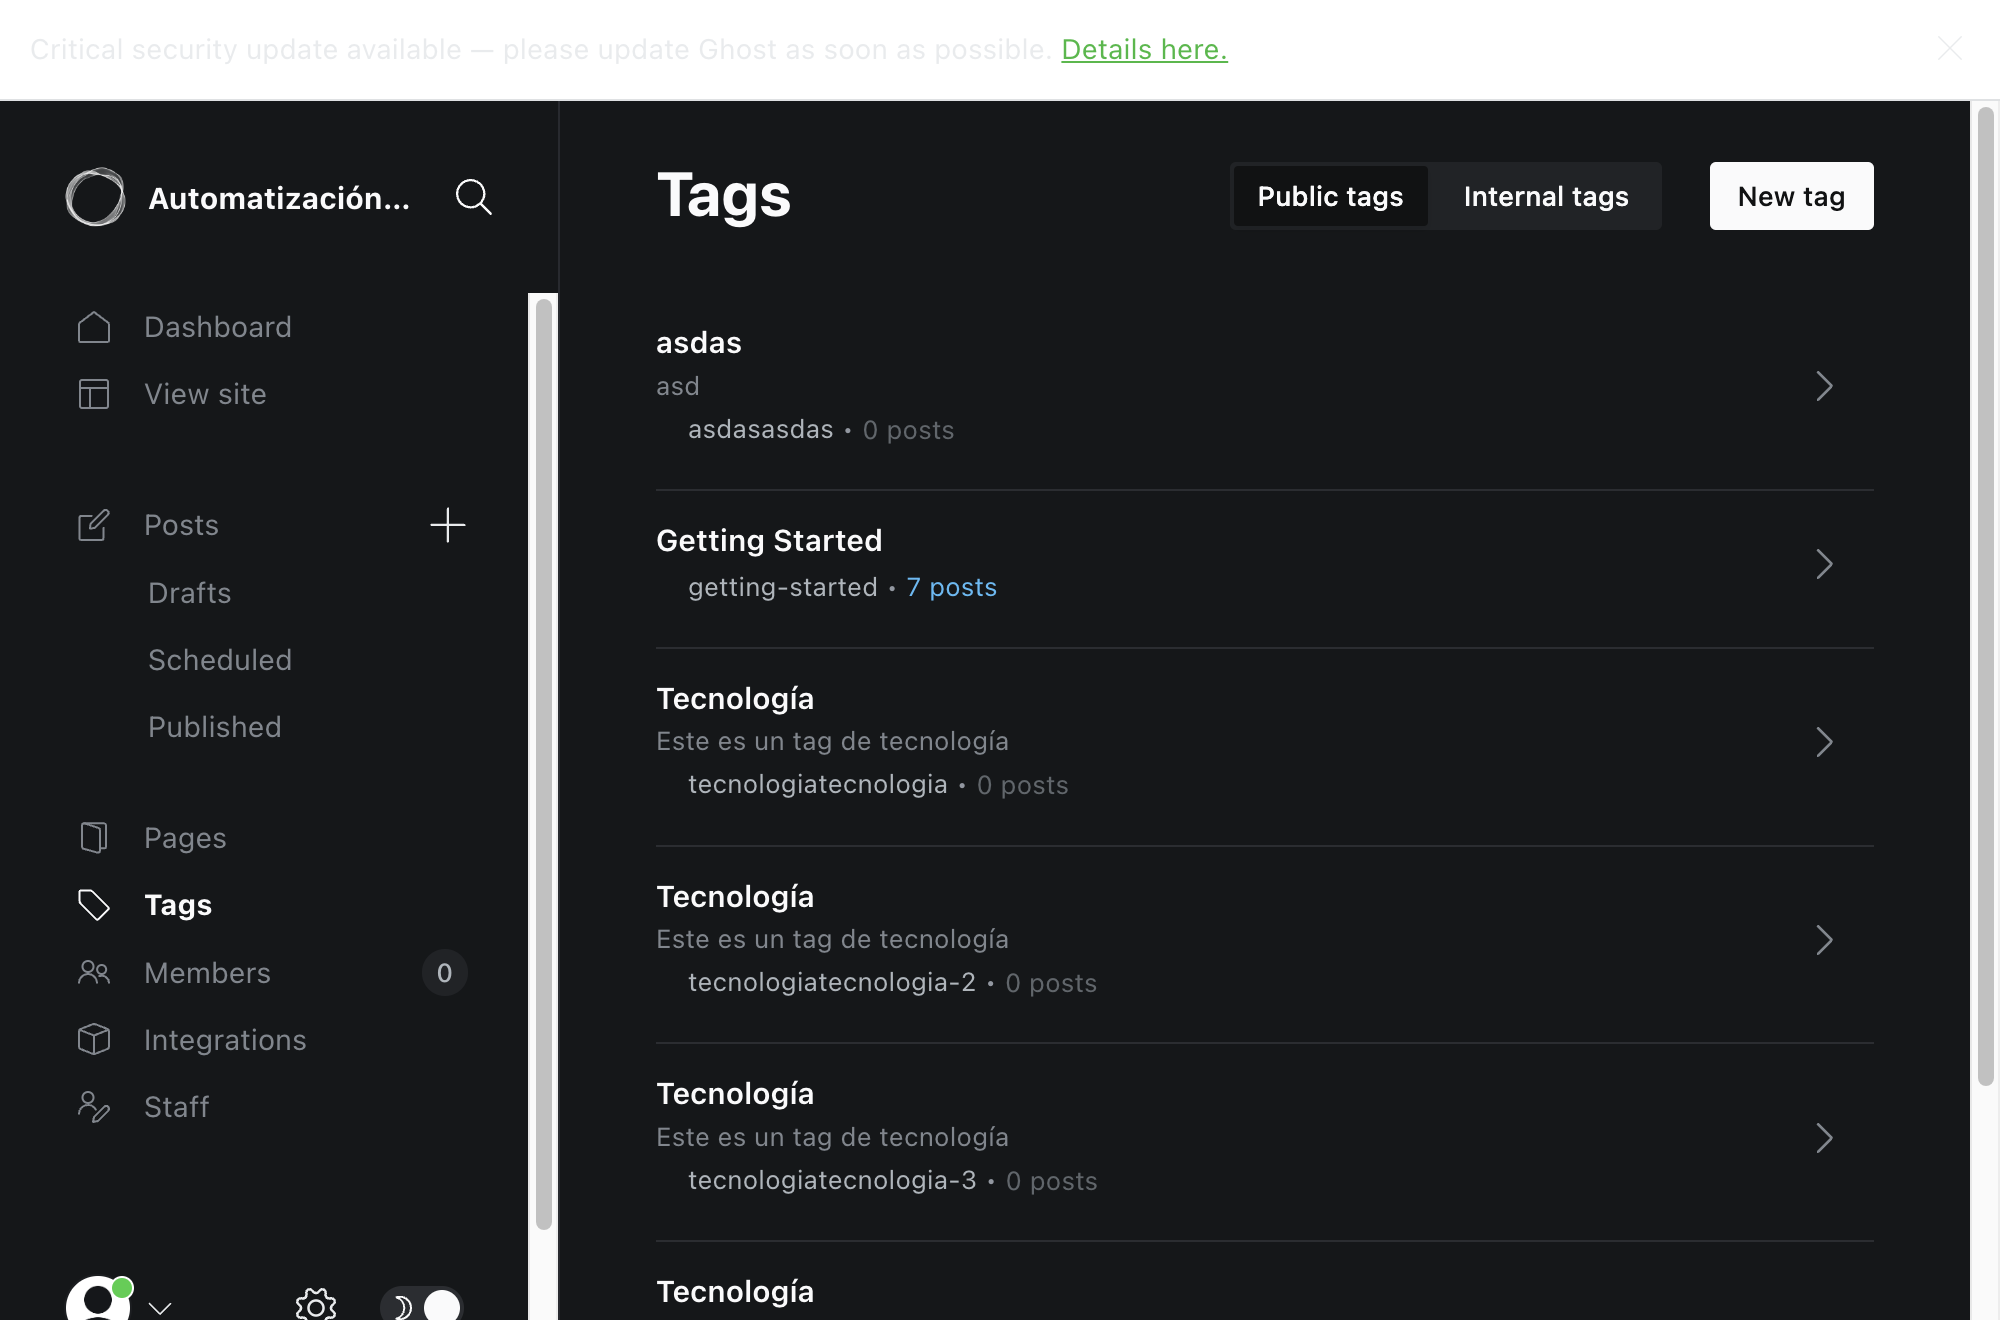 Critical security update available — please update Ghost as soon as possible. Details here.
Automatización...
Dashboard
View site
Posts
Drafts
Scheduled
Published
Pages
Tags
Members 0
Integrations
Staff
Tags
Public tags
Internal tags
New tag
asdas
asd
asdasasdas • 0 posts
Getting Started
getting-started • 7 posts
Tecnología
Este es un tag de tecnología
tecnologiatecnologia • 0 posts
Tecnología
Este es un tag de tecnología
tecnologiatecnologia-2 • 0 posts
Tecnología
Este es un tag de tecnología
tecnologiatecnologia-3 • 0 posts
Tecnología